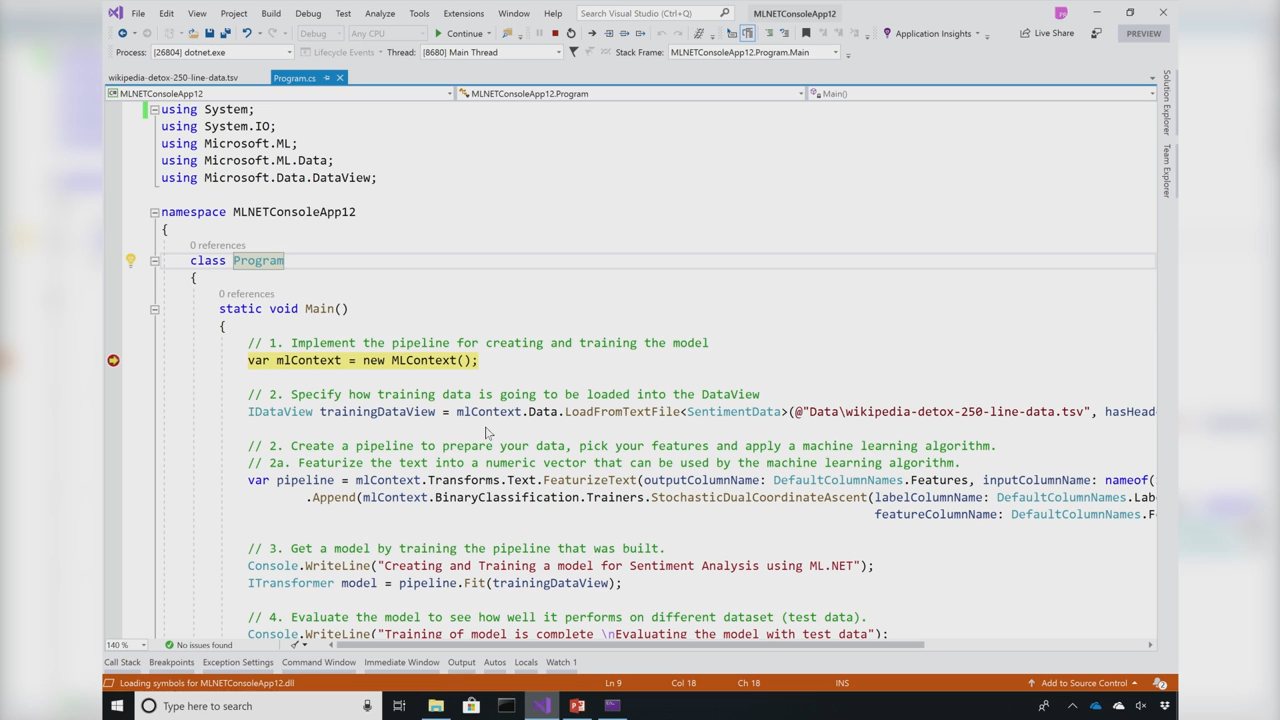 File Edit View Project Build Debug Test Analyze Tools Extensions Window Help Search Visual Studio (Ctrl+Q) MLNETConsoleApp12
Debug Any CPU Continue Application Insights Live Share PREVIEW
Process: [26804] dotnet.exe Lifecycle Events Thread: [8680] Main Thread Stack Frame: MLNETConsoleApp12.Program.Main
wikipedia-detox-250-line-data.tsv Program.cs
MLNETConsoleApp12 MLNETConsoleApp12.Program Main()
Solution Explorer
Team Explorer
using System;
using System.IO;
using Microsoft.ML;
using Microsoft.ML.Data;
using Microsoft.Data.DataView;
namespace MLNETConsoleApp12
{
0 references
class Program
{
0 references
static void Main()
{
// 1. Implement the pipeline for creating and training the model
var mlContext = new MLContext();
// 2. Specify how training data is going to be loaded into the DataView
IDataView trainingDataView = mlContext.Data.LoadFromTextFile<SentimentData>(@"Data\wikipedia-detox-250-line-data.tsv", hasHeade
// 2. Create a pipeline to prepare your data, pick your features and apply a machine learning algorithm.
// 2a. Featurize the text into a numeric vector that can be used by the machine learning algorithm.
var pipeline = mlContext.Transforms.Text.FeaturizeText(outputColumnName: DefaultColumnNames.Features, inputColumnName: nameof(
.Append(mlContext.BinaryClassification.Trainers.StochasticDualCoordinateAscent(labelColumnName: DefaultColumnNames.Lab
featureColumnName: DefaultColumnNames.Fe
// 3. Get a model by training the pipeline that was built.
Console.WriteLine("Creating and Training a model for Sentiment Analysis using ML.NET");
ITransformer model = pipeline.Fit(trainingDataView);
// 4. Evaluate the model to see how well it performs on different dataset (test data).
Console.WriteLine("Training of model is complete \nEvaluating the model with test data");
140 % No issues found
Call Stack Breakpoints Exception Settings Command Window Immediate Window Output Autos Locals Watch 1
Loading symbols for MLNETConsoleApp12.dll Ln 9 Col 18 Ch 18 INS Add to Source Control 2
Type here to search